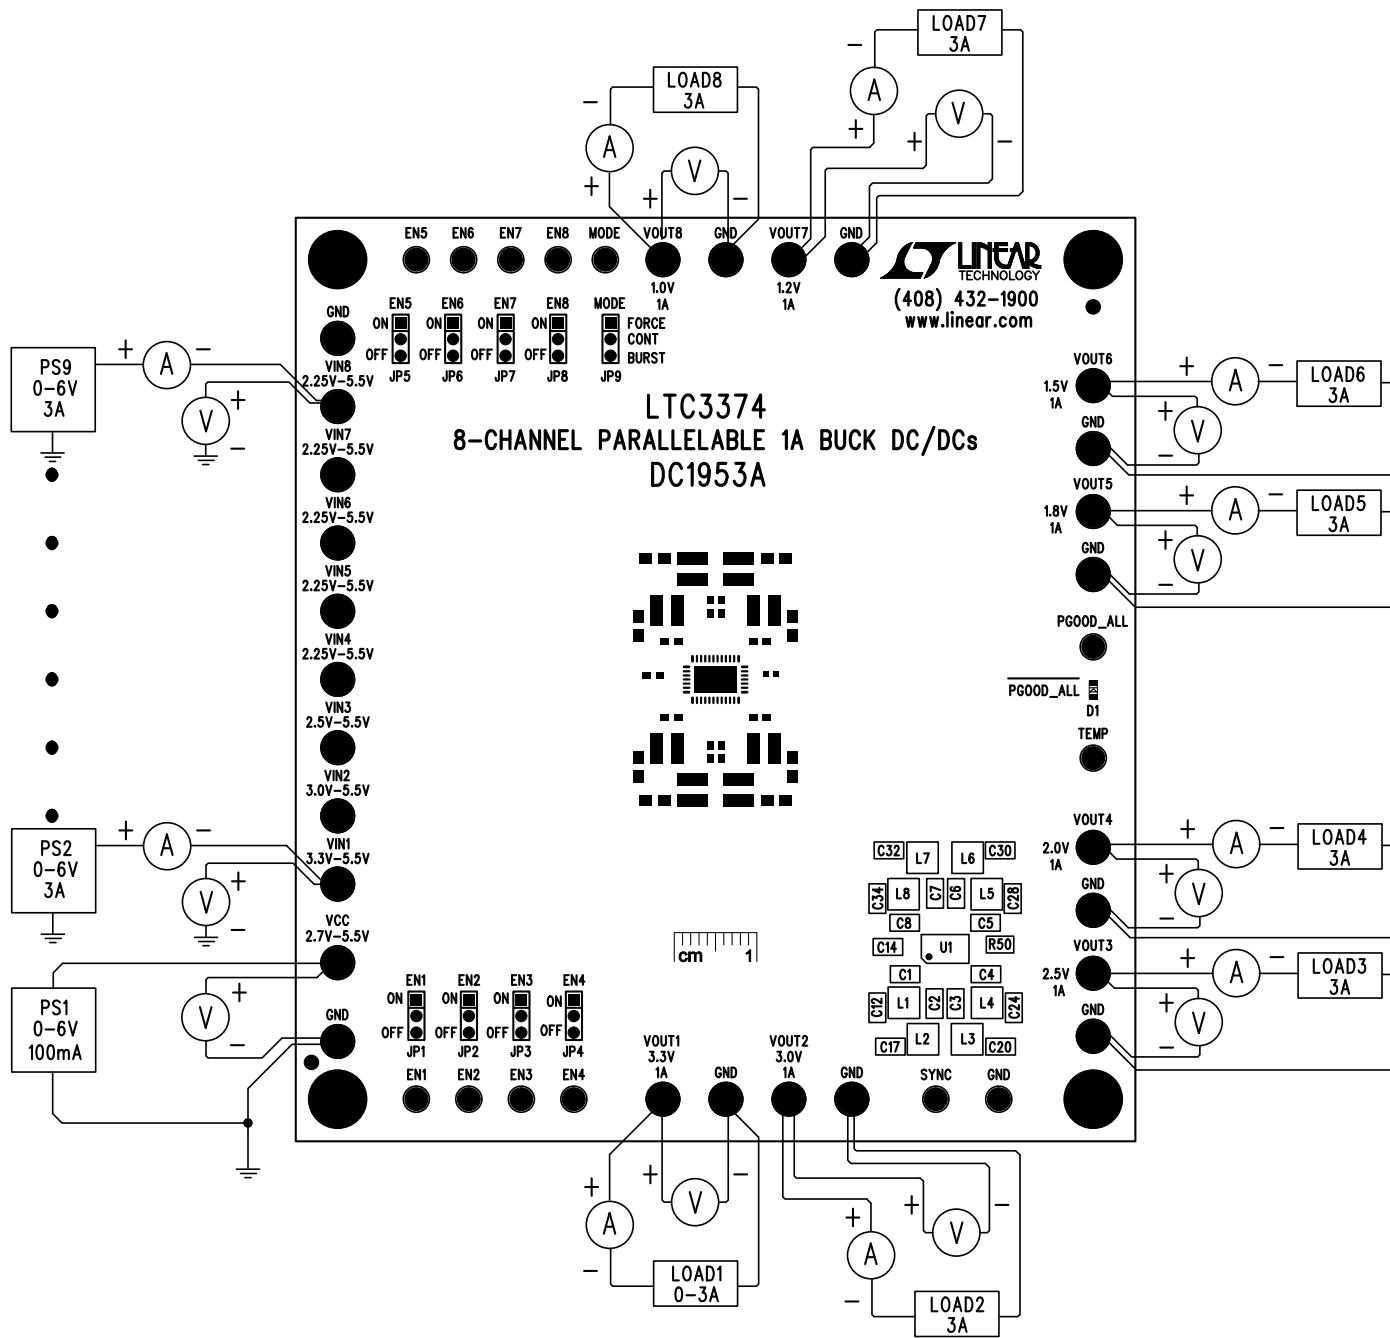 LOAD7
3A
−
A
+
V
+
−
LOAD8
3A
−
A
+
V
+
−
EN5 EN6 EN7 EN8 MODE VOUT8 GND VOUT7 GND
1.0V
1A
1.2V
1A
LINEAR
TECHNOLOGY
(408) 432-1900
www.linear.com
EN5 EN6 EN7 EN8 MODE
ON ON ON ON FORCE
CONT
OFF OFF OFF OFF BURST
JP5 JP6 JP7 JP8 JP9
LTC3374
8-CHANNEL PARALLELABLE 1A BUCK DC/DCs
DC1953A
PS9
0-6V
3A
+ A −
V
+
−
GND
VIN8
2.25V-5.5V
VIN7
2.25V-5.5V
VIN6
2.25V-5.5V
VIN5
2.25V-5.5V
VIN4
2.25V-5.5V
VIN3
2.5V-5.5V
VIN2
3.0V-5.5V
VIN1
3.3V-5.5V
VCC
2.7V-5.5V
GND
PS2
0-6V
3A
+ A −
V
+
−
PS1
0-6V
100mA
V
+
−
VOUT6
1.5V
1A
GND
+ A −
LOAD6
3A
+
V
−
VOUT5
1.8V
1A
GND
+ A −
LOAD5
3A
+
V
−
PGOOD_ALL
PGOOD_ALL
D1
TEMP
VOUT4
2.0V
1A
GND
+ A −
LOAD4
3A
+
V
−
VOUT3
2.5V
1A
GND
+ A −
LOAD3
3A
+
V
−
C32 L7 L6 C30
C34 L8 C7 C6 L5 C28
C8 C5
C14 U1 R50
C1 C4
C12 L1 C2 C3 L4 C24
C17 L2 L3 C20
cm 1
EN1 EN2 EN3 EN4
ON ON ON ON
OFF OFF OFF OFF
JP1 JP2 JP3 JP4
EN1 EN2 EN3 EN4
VOUT1
3.3V
1A
GND
VOUT2
3.0V
1A
GND
SYNC GND
+
A
−
+
V
−
LOAD1
0-3A
+
A
−
+
V
−
LOAD2
3A